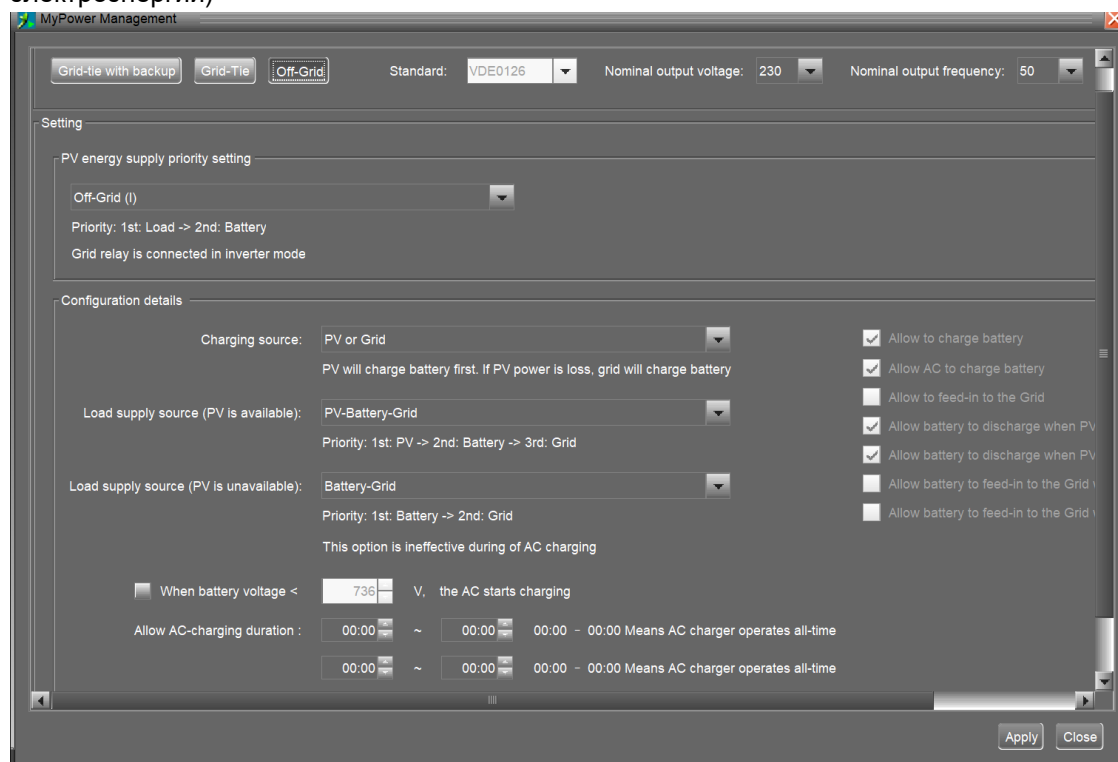 электроэнергии)
MyPower Management
Grid-tie with backup Grid-Tie Off-Grid Standard: VDE0126 Nominal output voltage: 230 Nominal output frequency: 50
Setting
PV energy supply priority setting
Off-Grid (I)
Priority: 1st: Load -> 2nd: Battery
Grid relay is connected in inverter mode
Configuration details
Charging source: PV or Grid Allow to charge battery
PV will charge battery first. If PV power is loss, grid will charge battery Allow AC to charge battery
Allow to feed-in to the Grid
Load supply source (PV is available): PV-Battery-Grid
Allow battery to discharge when PV
Priority: 1st: PV -> 2nd: Battery -> 3rd: Grid
Allow battery to discharge when PV
Load supply source (PV is unavailable): Battery-Grid Allow battery to feed-in to the Grid
Priority: 1st: Battery -> 2nd: Grid Allow battery to feed-in to the Grid
This option is ineffective during of AC charging
When battery voltage < 736 V, the AC starts charging
Allow AC-charging duration : 00:00 ~ 00:00 00:00 - 00:00 Means AC charger operates all-time
00:00 ~ 00:00 00:00 - 00:00 Means AC charger operates all-time
Apply Close